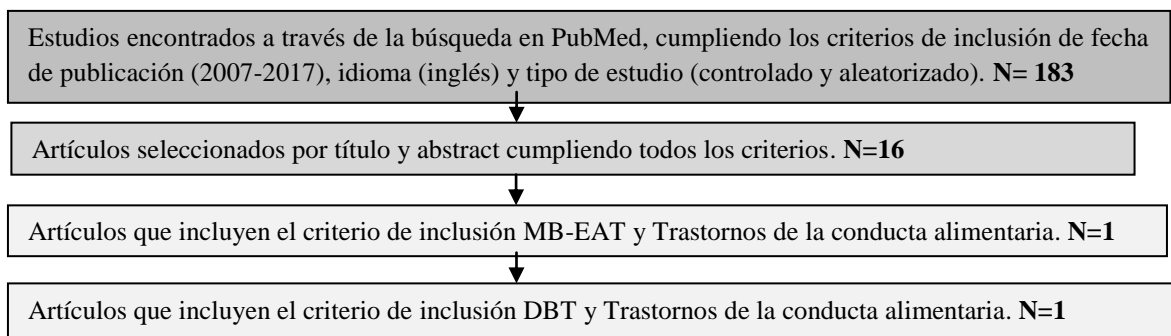 Estudios encontrados a través de la búsqueda en PubMed, cumpliendo los criterios de inclusión de fecha
de publicación (2007-2017), idioma (inglés) y tipo de estudio (controlado y aleatorizado). N= 183
Artículos seleccionados por título y abstract cumpliendo todos los criterios. N=16
Artículos que incluyen el criterio de inclusión MB-EAT y Trastornos de la conducta alimentaria. N=1
Artículos que incluyen el criterio de inclusión DBT y Trastornos de la conducta alimentaria. N=1